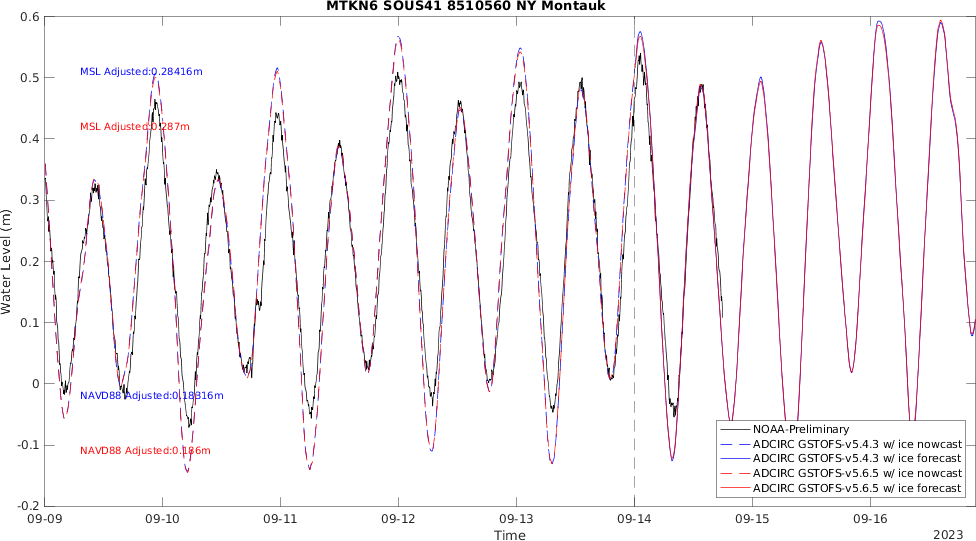 MTKN6 SOUS41 8510560 NY Montauk
0.6
0.5
0.4
0.3
0.2
0.1
0
-0.1
-0.2
Water Level (m)
MSL Adjusted:0.28416m
MSL Adjusted:0.287m
NAVD88 Adjusted:0.18316m
NAVD88 Adjusted:0.186m
NOAA-Preliminary
ADCIRC GSTOFS-v5.4.3 w/ ice nowcast
ADCIRC GSTOFS-v5.4.3 w/ ice forecast
ADCIRC GSTOFS-v5.6.5 w/ ice nowcast
ADCIRC GSTOFS-v5.6.5 w/ ice forecast
09-09 09-10 09-11 09-12 09-13 09-14 09-15 09-16
Time
2023